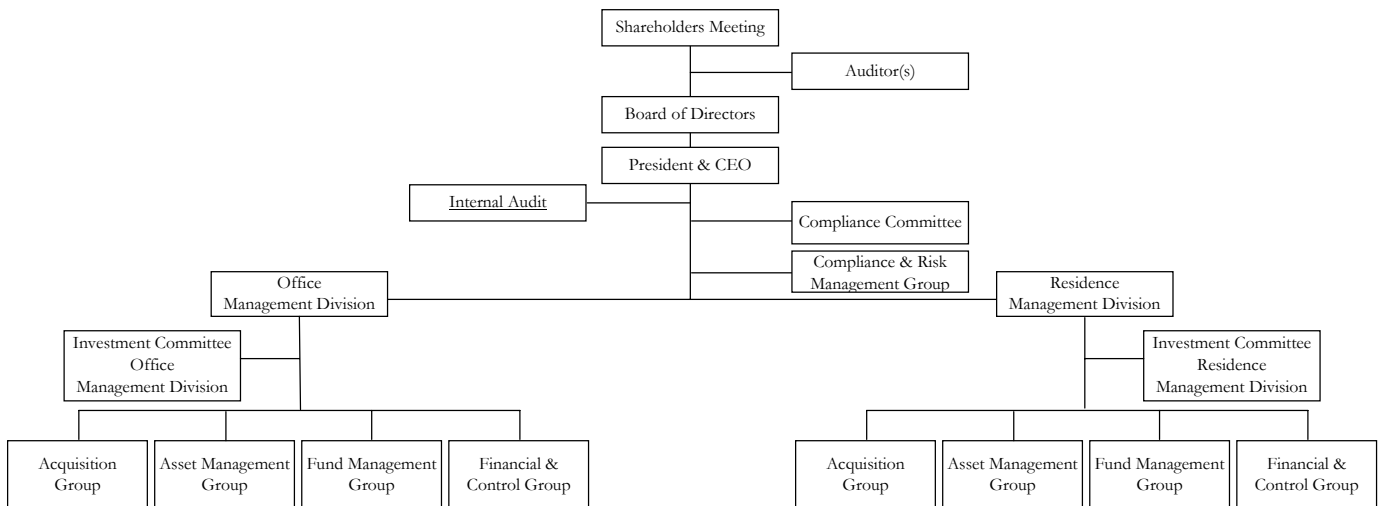 Shareholders Meeting
Auditor(s)
Board of Directors
President & CEO
Internal Audit
Compliance Committee
Compliance & Risk
Management Group
Office
Management Division
Residence
Management Division
Investment Committee
Office
Management Division
Investment Committee
Residence
Management Division
Acquisition
Group
Asset Management
Group
Fund Management
Group
Financial &
Control Group
Acquisition
Group
Asset Management
Group
Fund Management
Group
Financial &
Control Group